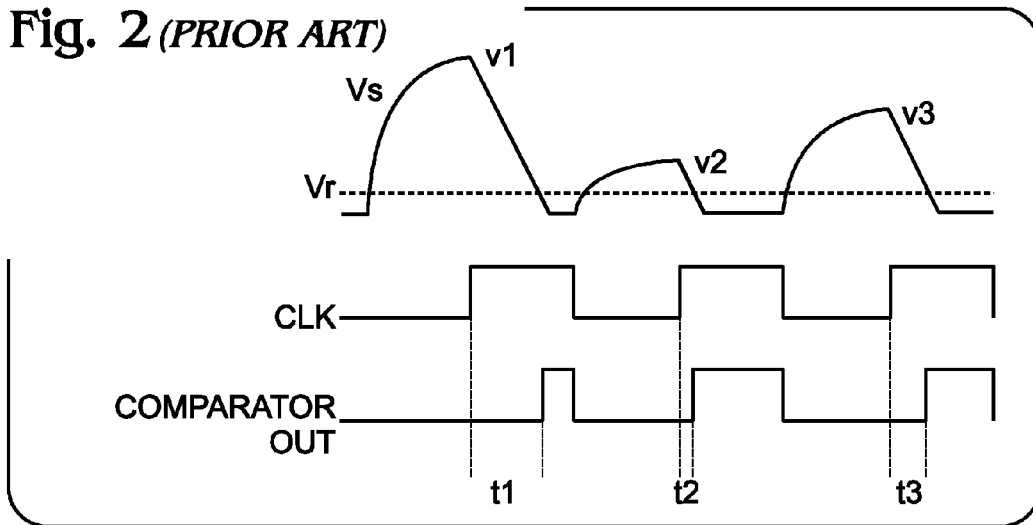 Fig. 2 (PRIOR ART)
v1
Vs
v3
v2
Vr
CLK
COMPARATOR
OUT
t1
t2
t3